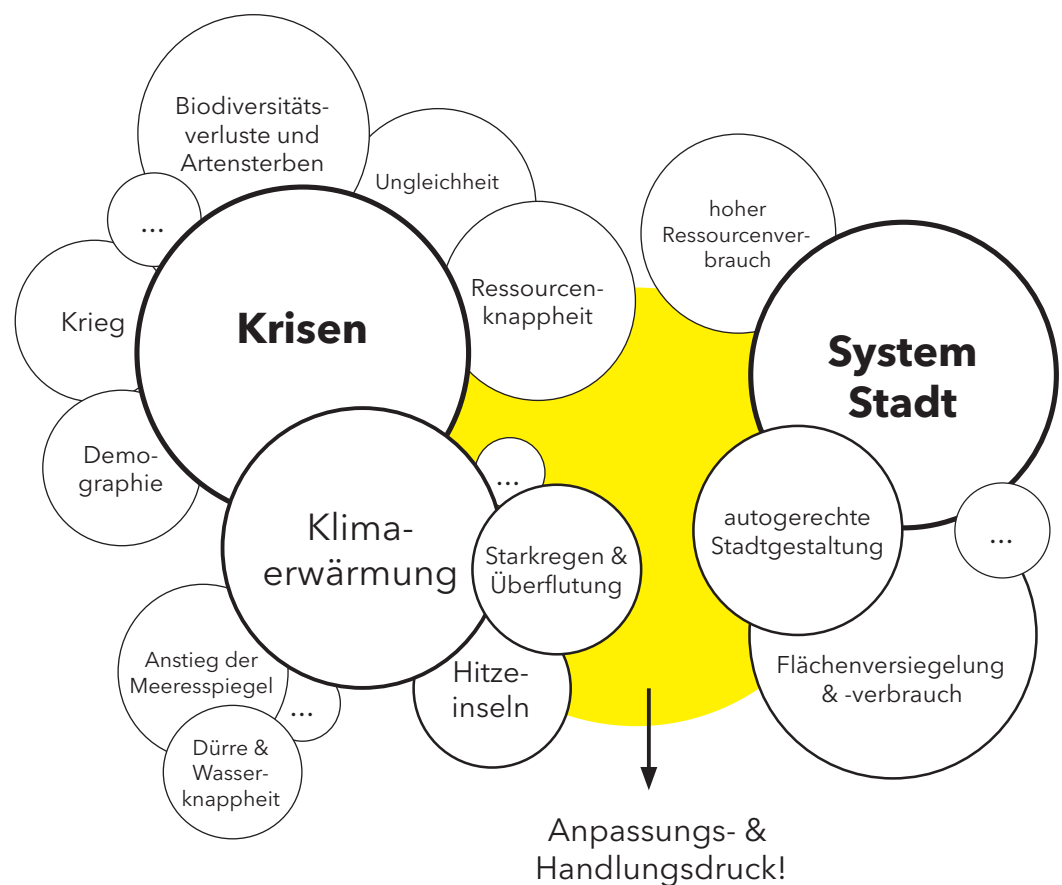 Biodiversitäts-
verluste und
Artensterben
Ungleichheit
...
Krieg
Krisen
Ressourcen-
knappheit
Demo-
graphie
Klima-
erwärmung
...
Starkregen &
Überflutung
Hitze-
inseln
Anstieg der
Meeresspiegel
...
Dürre &
Wasser-
knappheit
hoher
Ressourcenver-
brauch
System
Stadt
autogerechte
Stadtgestaltung
...
Flächenversiegelung
& -verbrauch
Anpassungs- &
Handlungsdruck!